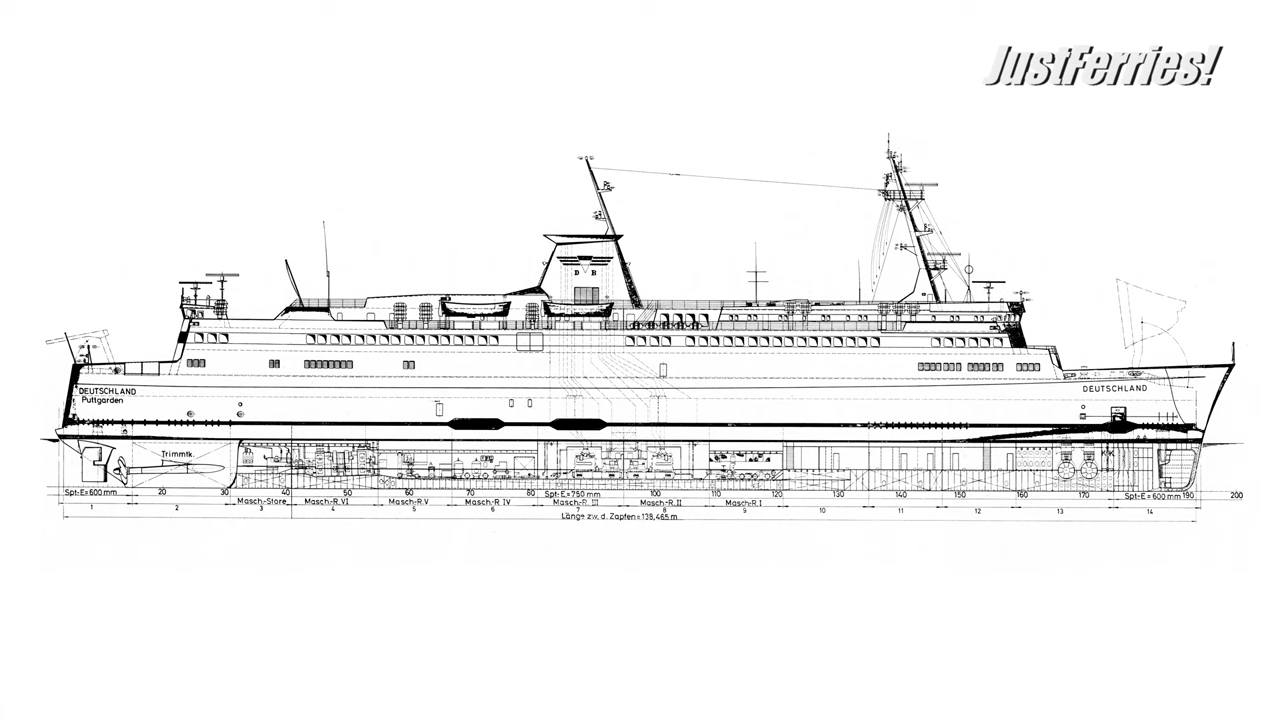 JustFerries!
D B
DEUTSCHLAND
Puttgarden
DEUTSCHLAND
Trimmtk.
Spt-E=600 mm 20 30 40 50 60 70 80 Spt-E=750 mm 100 110 120 130 140 150 160 170 Spt-E=600 mm 190 200
Masch-Store Masch-R. VI Masch-R. V Masch-R IV Masch-R. III Masch-R. II Masch-R. I
1 2 3 4 5 6 7 8 9 10 11 12 13 14
Länge zw. d. Zapfen=138,465 m